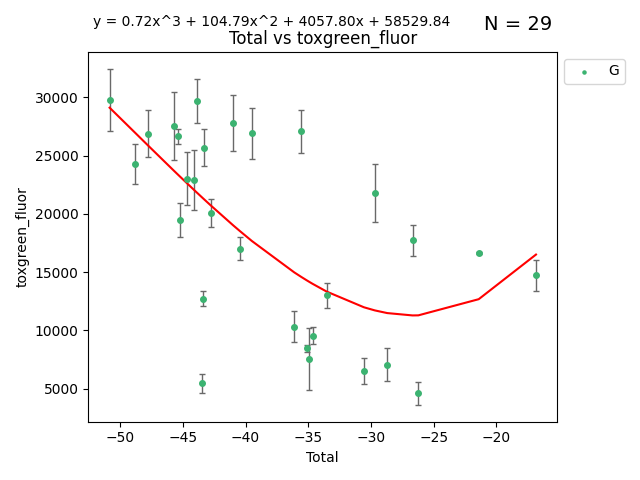 y = 0.72x^3 + 104.79x^2 + 4057.80x + 58529.84
N = 29
Total vs toxgreen_fluor
G
30000
25000
20000
15000
10000
5000
toxgreen_fluor
−50
−45
−40
−35
−30
−25
−20
Total